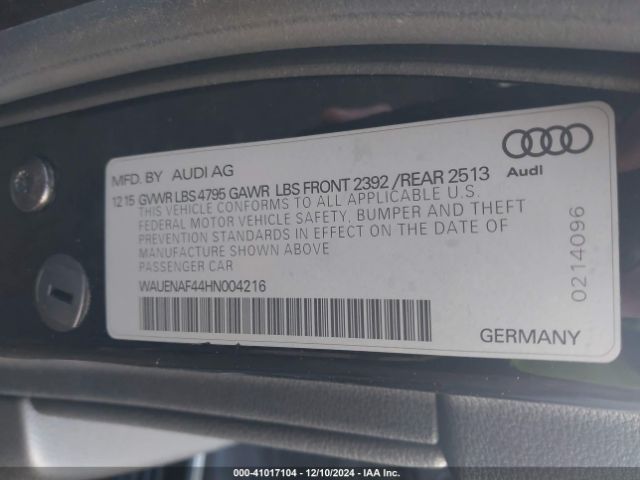 MFD. BY AUDI AG
Audi
12 15 GVWR LBS 4795 GAWR LBS FRONT 2392 /REAR 2513
THIS VEHICLE CONFORMS TO ALL APPLICABLE U.S.
FEDERAL MOTOR VEHICLE SAFETY, BUMPER AND THEFT
PREVENTION STANDARDS IN EFFECT ON THE DATE OF
MANUFACTURE SHOWN ABOVE
PASSENGER CAR
WAUENAF44HN004216
0214096
GERMANY
000-41017104 — 12/10/2024 — IAA Inc.